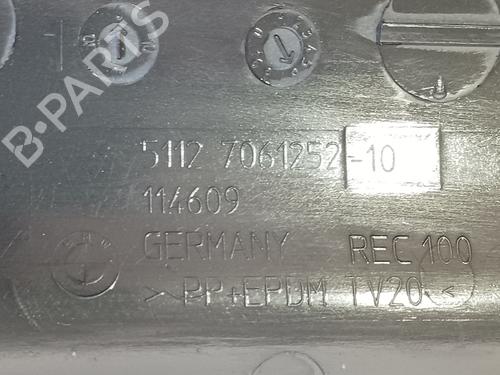 5112 7061252-10
114609
GERMANY REC 100
>PP+EPDM TV20<
B-PARTS